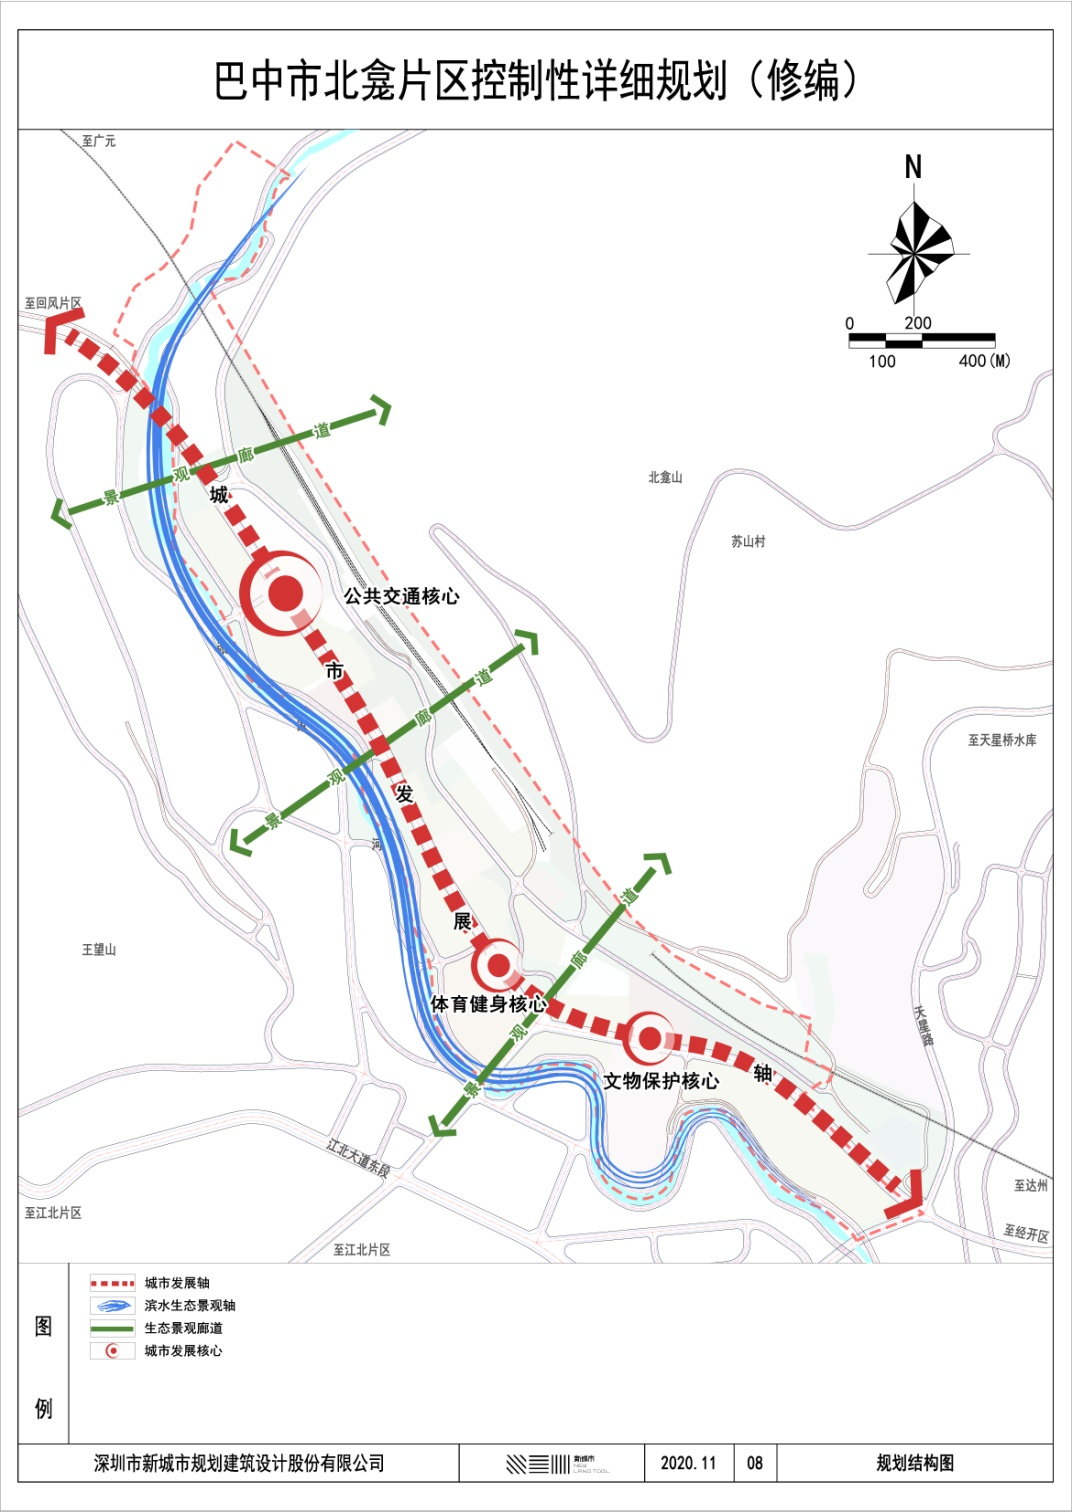 巴中市北龛片区控制性详细规划（修编）
至广元
N
至回风片区
0 200
100 400(M)
景观廊道
城市发展轴
北龛山
苏山村
公共交通核心
景观廊道
至天星桥水库
河
王望山
景观廊道
体育健身核心
文物保护核心
天星路
江北大道东段
至达州
至江北片区
至江北片区
至经开区
图例
城市发展轴
滨水生态景观轴
生态景观廊道
城市发展核心
深圳市新城市规划建筑设计股份有限公司
新城市
NEW
LAND TOOL
2020.11
08
规划结构图